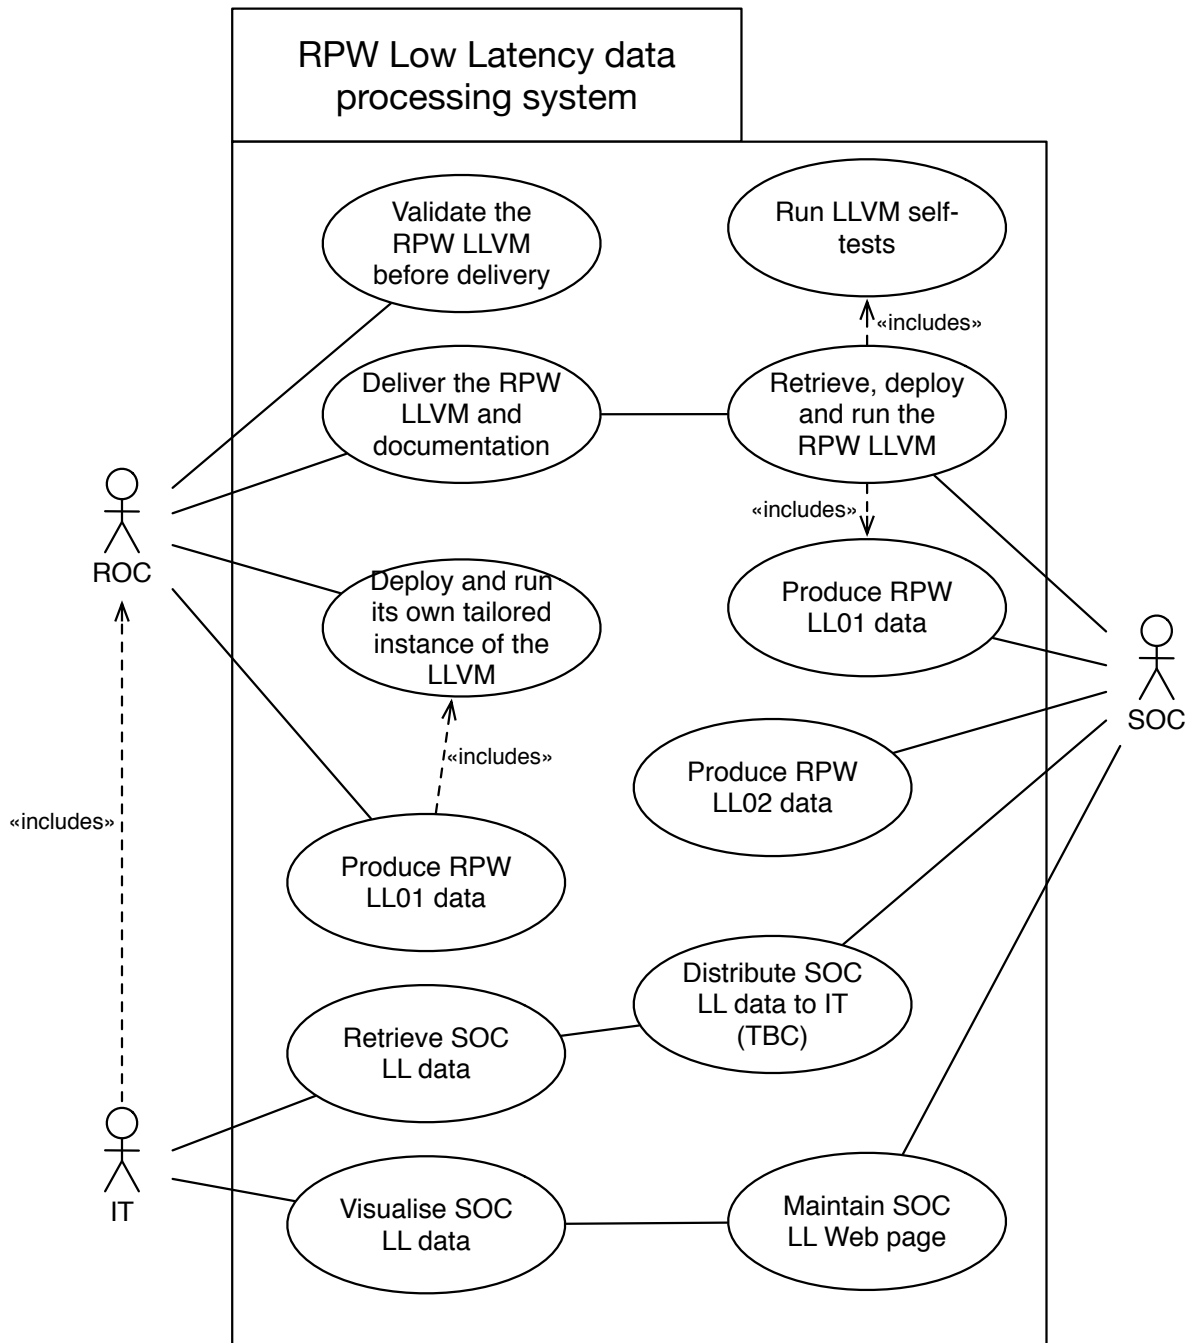 RPW Low Latency data
processing system
Validate the
RPW LLVM
before delivery
Run LLVM self-
tests
«includes»
Deliver the RPW
LLVM and
documentation
Retrieve, deploy
and run the
RPW LLVM
«includes»
ROC
Deploy and run
its own tailored
instance of the
LLVM
Produce RPW
LL01 data
SOC
«includes»
Produce RPW
LL02 data
«includes»
Produce RPW
LL01 data
Distribute SOC
LL data to IT
(TBC)
Retrieve SOC
LL data
IT
Visualise SOC
LL data
Maintain SOC
LL Web page